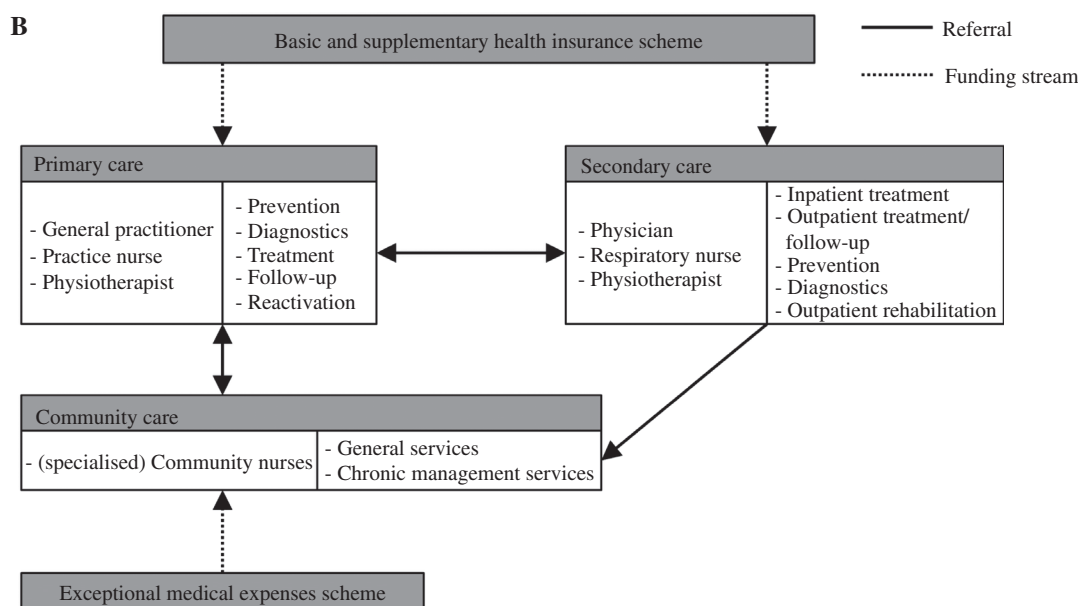 B
Basic and supplementary health insurance scheme
Referral
Funding stream
Primary care
- General practitioner
- Practice nurse
- Physiotherapist
- Prevention
- Diagnostics
- Treatment
- Follow-up
- Reactivation
Secondary care
- Physician
- Respiratory nurse
- Physiotherapist
- Inpatient treatment
- Outpatient treatment/
follow-up
- Prevention
- Diagnostics
- Outpatient rehabilitation
Community care
- (specialised) Community nurses
- General services
- Chronic management services
Exceptional medical expenses scheme